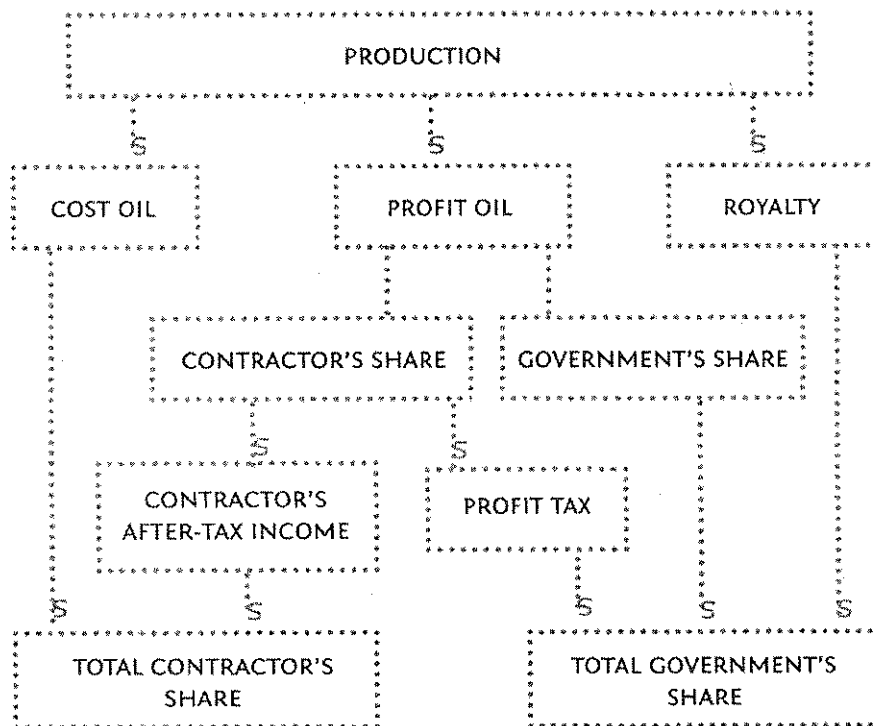 PRODUCTION
S S S
COST OIL PROFIT OIL ROYALTY
CONTRACTOR'S SHARE GOVERNMENT'S SHARE
S S
CONTRACTOR'S
AFTER-TAX INCOME
PROFIT TAX
S S S S S
TOTAL CONTRACTOR'S
SHARE
TOTAL GOVERNMENT'S
SHARE